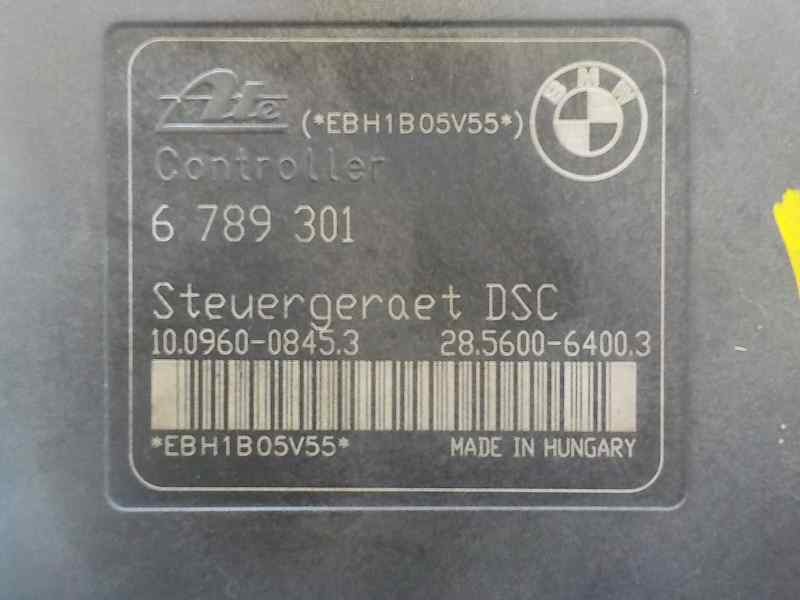 Ate
(*EBH1B05V55*)
BMW
Controller
6 789 301
Steuergeraet DSC
10.0960-0845.3 28.5600-6400.3
*EBH1B05V55* MADE IN HUNGARY